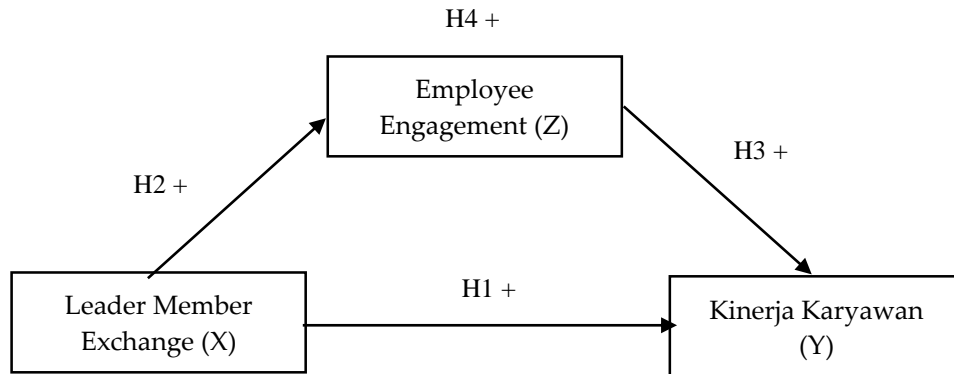 H4 +
Employee
Engagement (Z)
H2 +
H3 +
Leader Member
Exchange (X)
H1 +
Kinerja Karyawan
(Y)